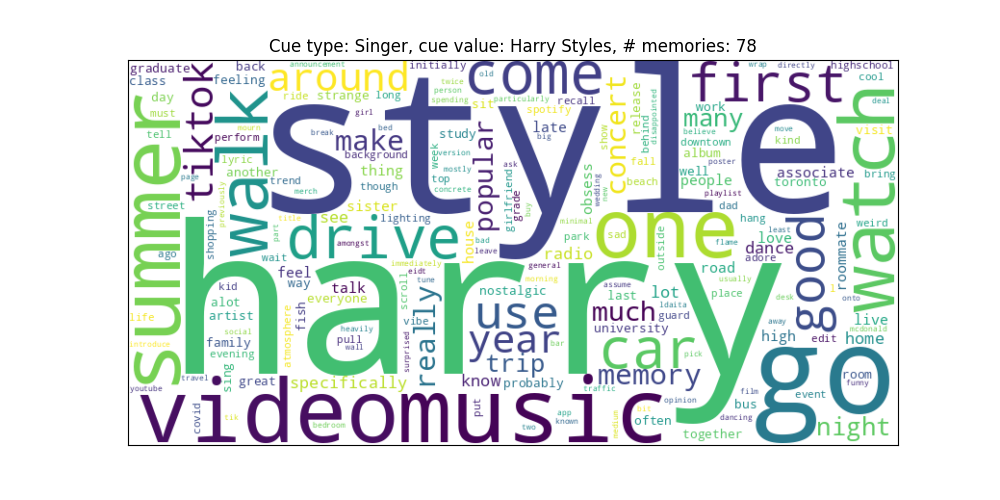 Cue type: Singer, cue value: Harry Styles, # memories: 78
graduate back announcement initially old twice come first wrap directly highschool
class feeling around person spending particularly sit recall release cool
day tiktok ride strange long spotify concert work many deal
must girl late show behind disappointed believe move visit
tell perform break bed make study big downtown kind
summer walk style background popular week version ask obsess album watch
lyric trend thing mostly fall well associate bring
another merch though top concrete grade girlfriend buy wedding new beach people poster toronto
page previously sister playlist dad
street shopping title lighting see drive house bad leave park minimal one sad hang least weird
ago part amongst radio outside flame love dance adore good roommate
wait immediately eidt general road
harry feel way talk scroll tune nostalgic morning assume last lot usually place
kid alot everyone use much ldaita guard desk onto
life artist fish vibe year university away live
social heavily pull wall surprised really bar car high edit mcdonald home
introduce family evening atmosphere trip memory pick go room
sing great specifically know probably traffic film event funny
youtube travel opinion bus
covid tik bedroom put app known hit often dancing
videomusic two medium together night